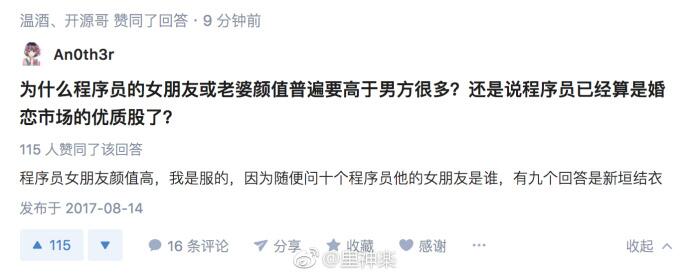 温酒、开源哥 赞同了回答 · 9 分钟前
An0th3r
为什么程序员的女朋友或老婆颜值普遍要高于男方很多？还是说程序员已经算是婚
恋市场的优质股了？
115 人赞同了该回答
程序员女朋友颜值高，我是服的，因为随便问十个程序员他的女朋友是谁，有九个回答是新垣结衣
发布于 2017-08-14
115 16 条评论 分享 收藏 感谢 ··· 收起
@里神楽